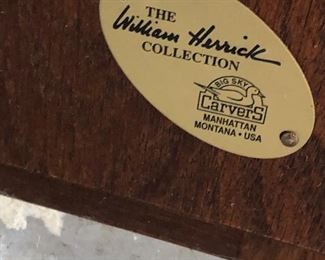 THE
William Herrick
COLLECTION
BIG SKY
Carvers
MANHATTAN
MONTANA • USA